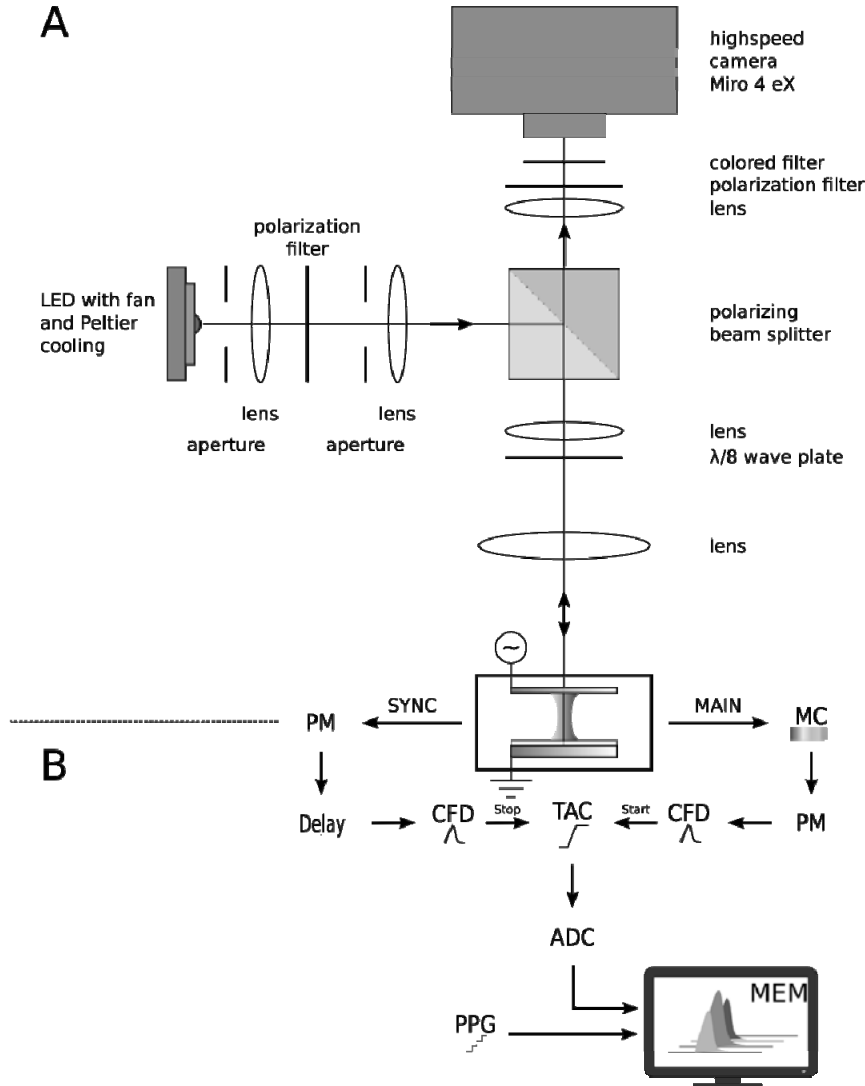 A
highspeed
camera
Miro 4 eX
colored filter
polarization filter
lens
polarization
filter
LED with fan
and Peltier
cooling
polarizing
beam splitter
lens
lens
aperture
aperture
lens
λ/8 wave plate
lens
~
PM
SYNC
MAIN
MC
B
Delay
CFD
Stop
TAC
Start
CFD
PM
ADC
PPG
MEM